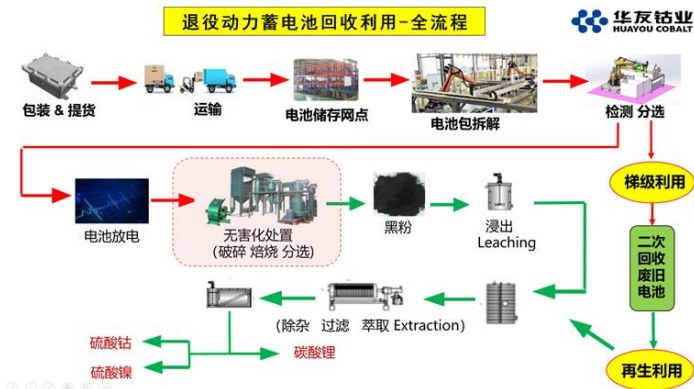 退役动力蓄电池回收利用-全流程
华友钴业
HUAYOU COBALT
包装 & 提货
运输
电池储存网点
电池包拆解
检测 分选
梯级利用
电池放电
无害化处置
(破碎 焙烧 分选)
黑粉
浸出
Leaching
二次
回收
废旧
电池
(除杂 过滤 萃取 Extraction)
硫酸钴
硫酸镍
碳酸锂
再生利用